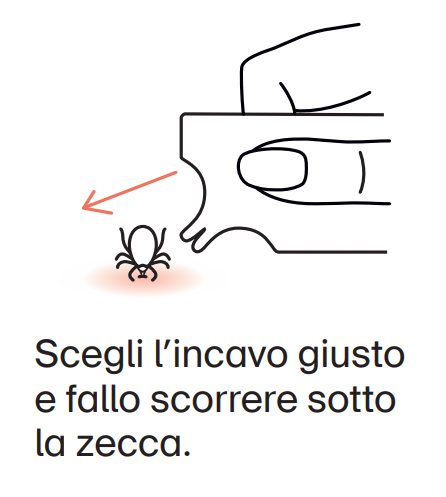 Scegli l’incavo giusto
e fallo scorrere sotto
la zecca.